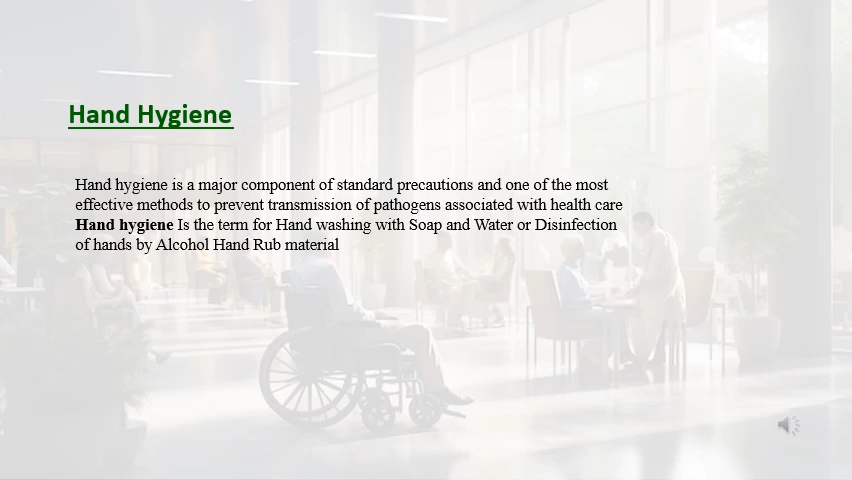 Hand Hygiene
Hand hygiene is a major component of standard precautions and one of the most
effective methods to prevent transmission of pathogens associated with health care
Hand hygiene Is the term for Hand washing with Soap and Water or Disinfection
of hands by Alcohol Hand Rub material